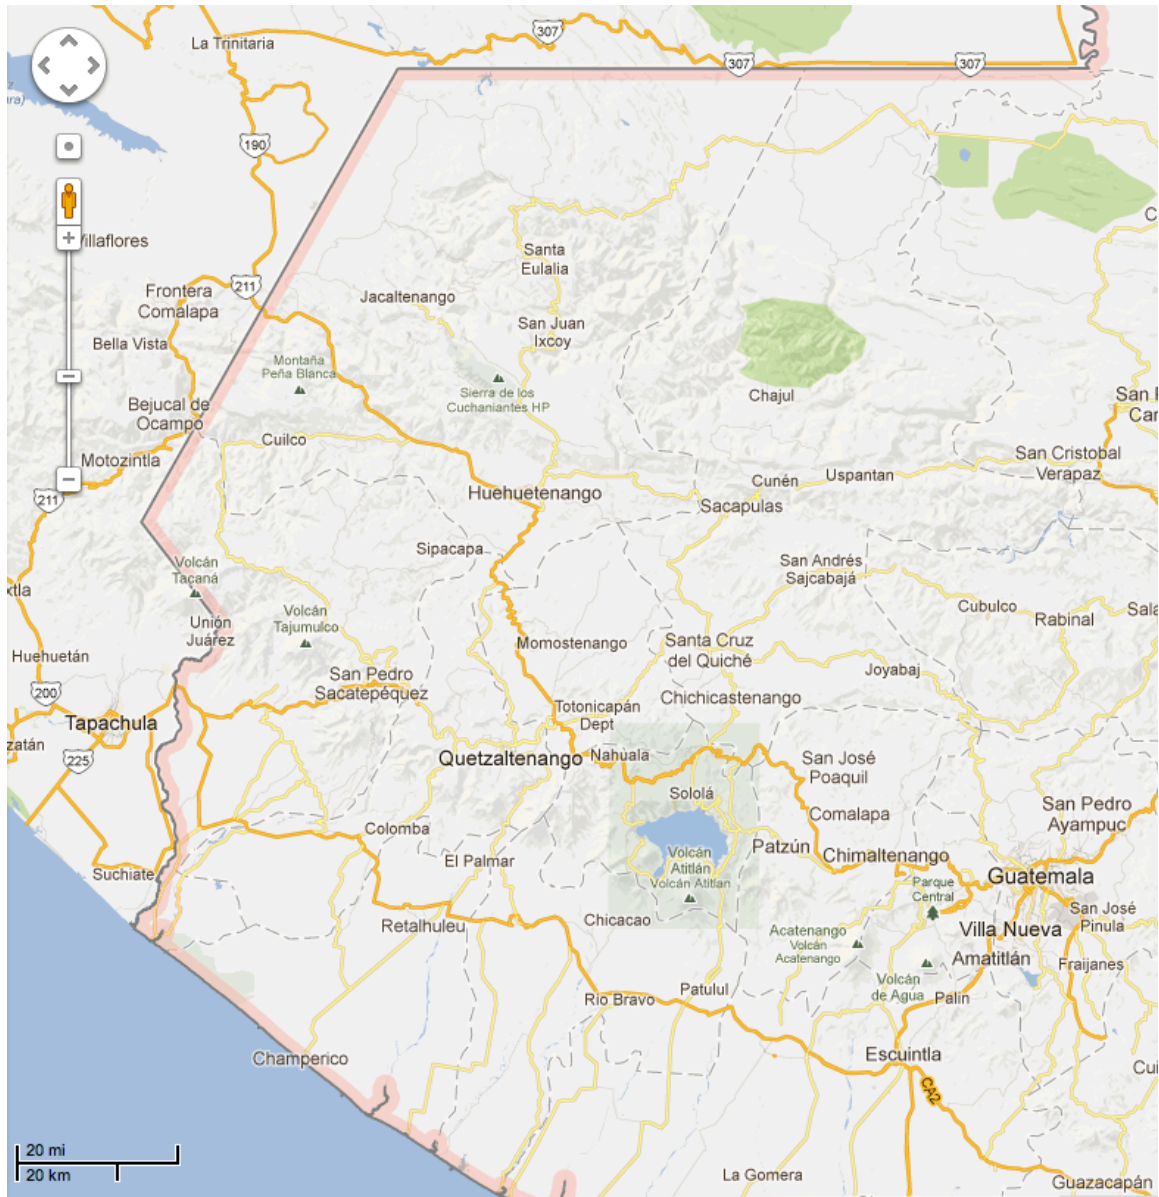 307
La Trinitaria
307
307
190
Villaflores
Santa
Eulalia
211
Frontera
Comalapa
Jacaltenango
San Juan
Ixcoy
Bella Vista
Montaña
Peña Blanca
Sierra de los
Cuchaniantes HP
Chajul
Bejucal de
Ocampo
Cuilco
San Cristobal
Verapaz
Motozintla
Uspantan
Cunén
211
Huehuetenango
Sacapulas
Sipacapa
Volcán
Tacaná
San Andrés
Sajcabajá
Volcán
Tajumulco
Cubulco
Rabinal
Unión
Juárez
Momostenango
Santa Cruz
del Quiché
Huehuetán
Joyabaj
San Pedro
Sacatepéquez
200
Chichicastenango
Totonicapán
Dept
Tapachula
Quetzaltenango
Nahuala
San José
Poaquil
225
Sololá
San Pedro
Ayampuc
Comalapa
Colomba
Patzún
Chimaltenango
Volcán
Atitlán
El Palmar
Suchiate
Guatemala
Volcán Atitlan
Parque
Central
San José
Pinula
Chicacao
Retalhuleu
Acatenango
Volcán
Acatenango
Villa Nueva
Amatitlán
Fraijanes
Volcán
de Agua
Palin
Patulul
Rio Bravo
Champerico
Escuintla
CA2
20 mi
20 km
La Gomera
Guazacapán